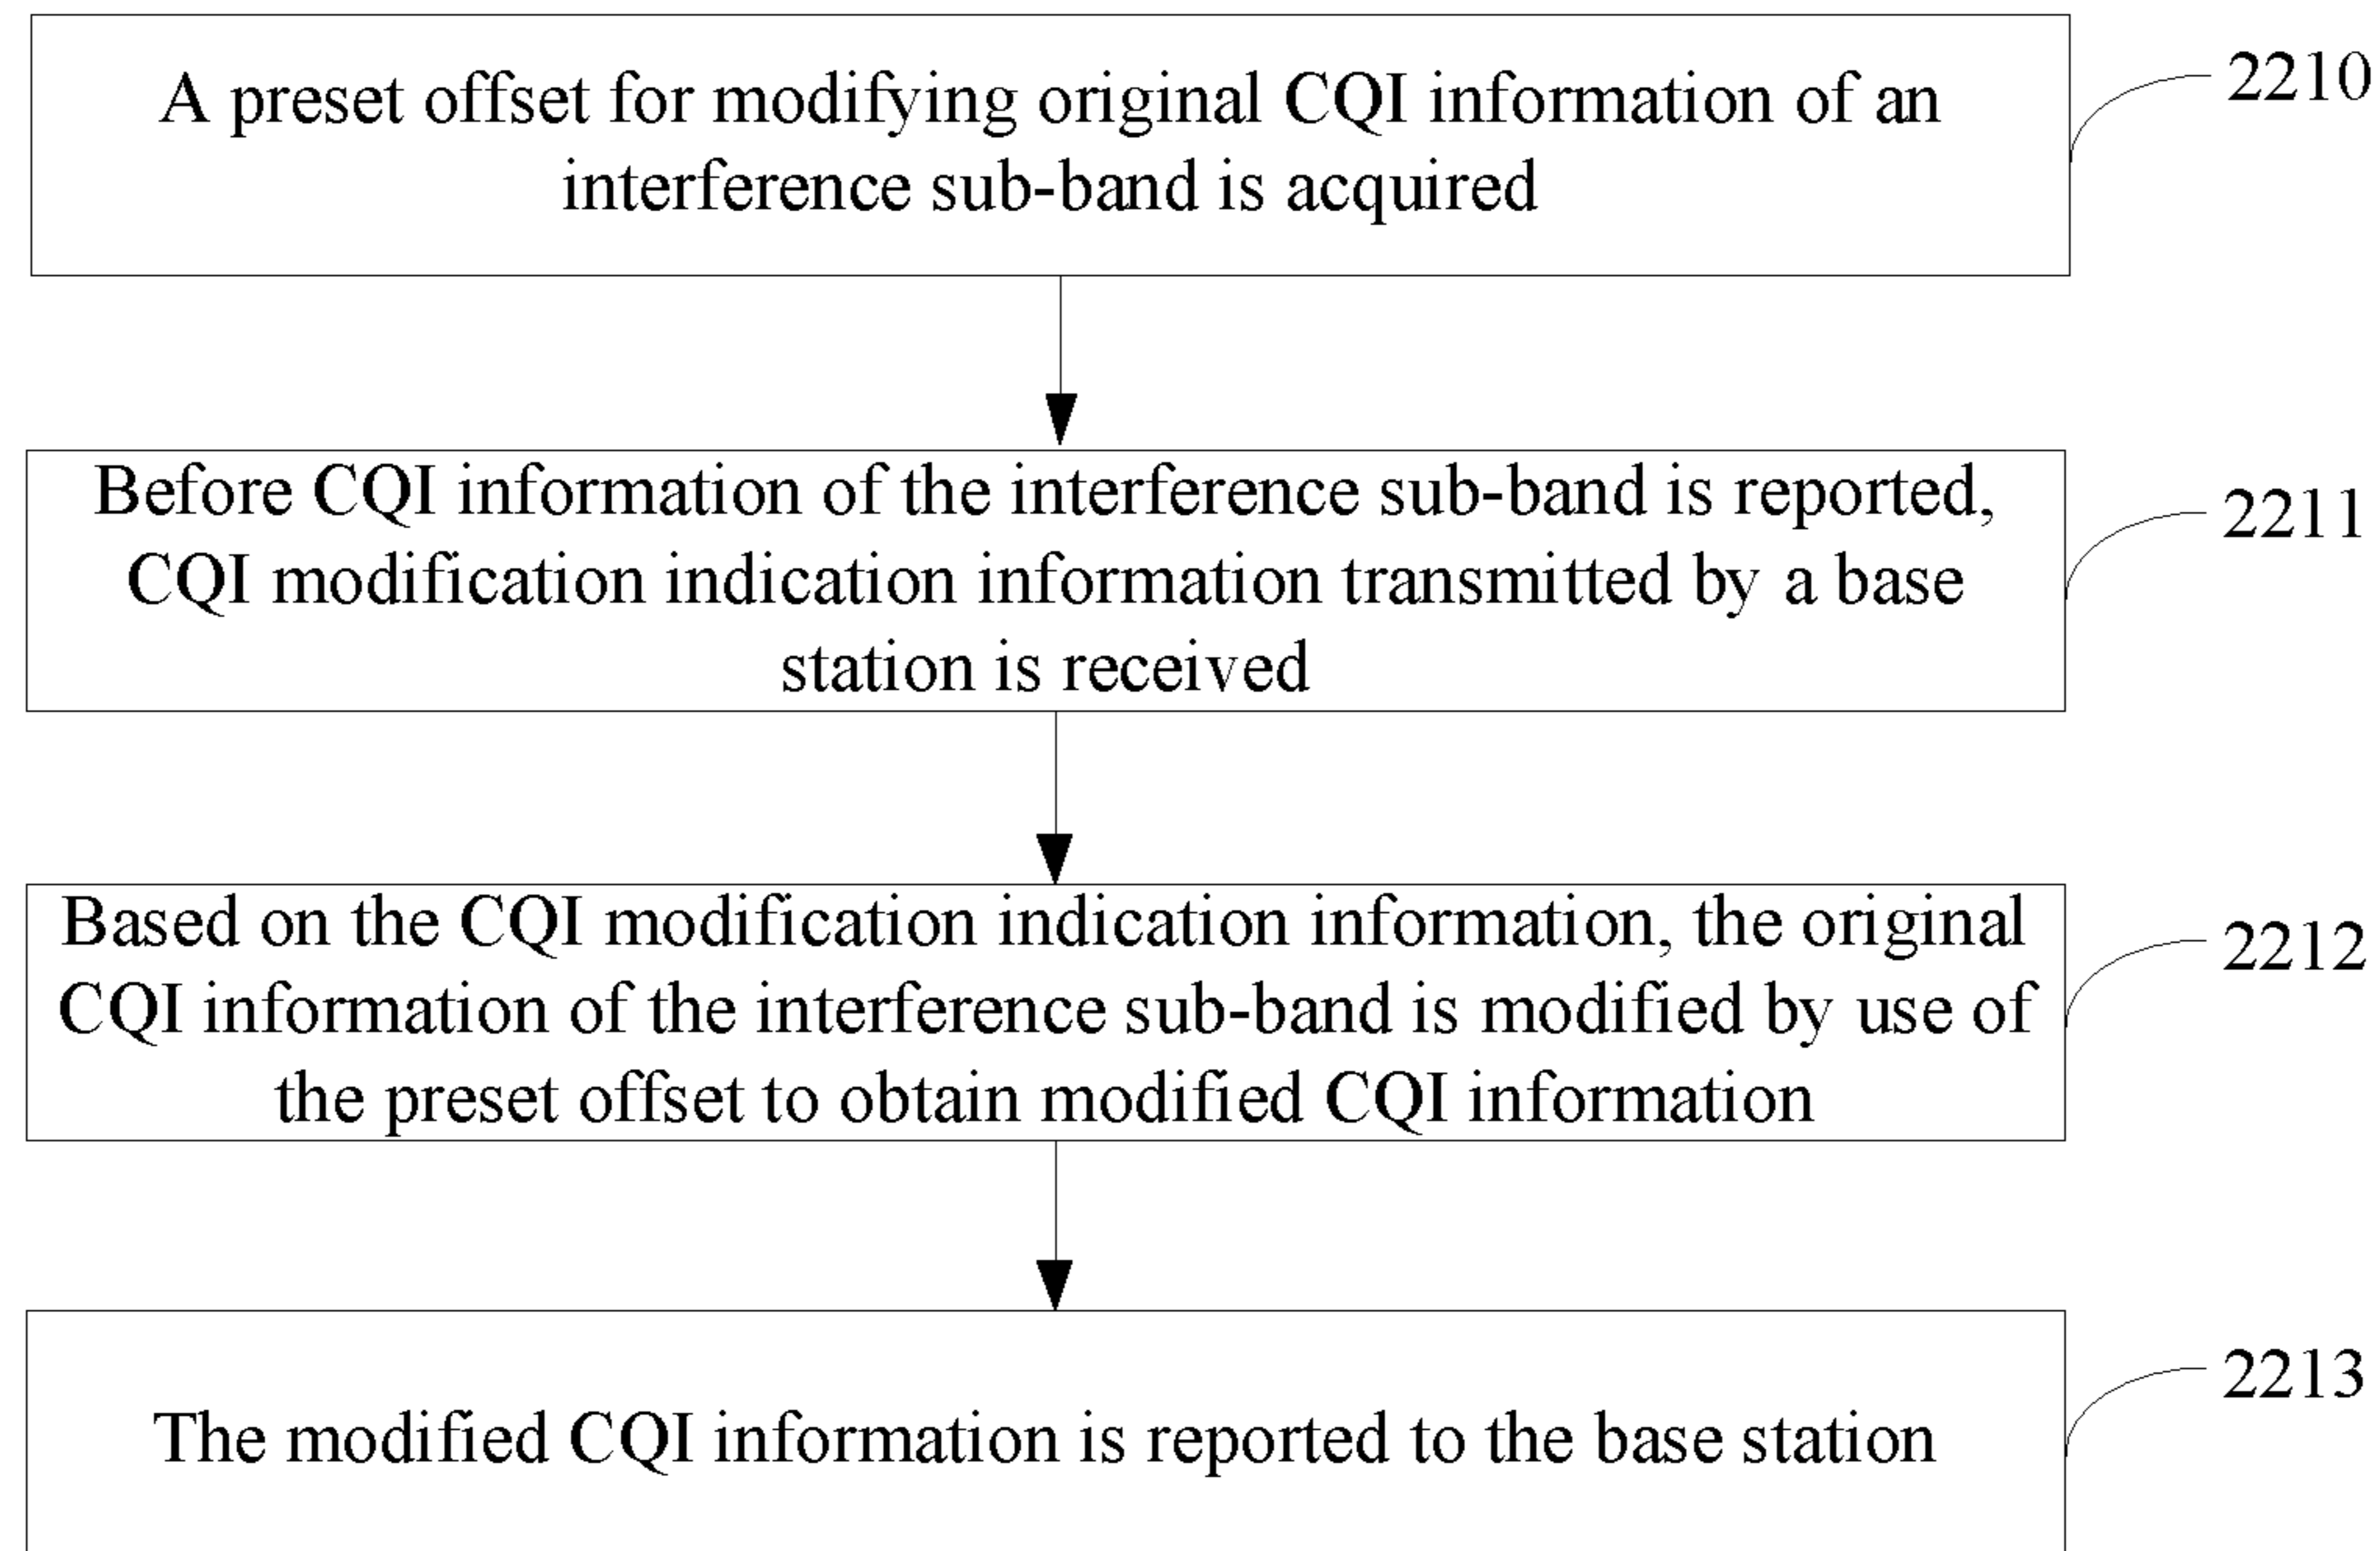 A preset offset for modifying original CQI information of an
interference sub-band is acquired
2210
Before CQI information of the interference sub-band is reported,
CQI modification indication information transmitted by a base
station is received
2211
Based on the CQI modification indication information, the original
CQI information of the interference sub-band is modified by use of
the preset offset to obtain modified CQI information
2212
The modified CQI information is reported to the base station
2213